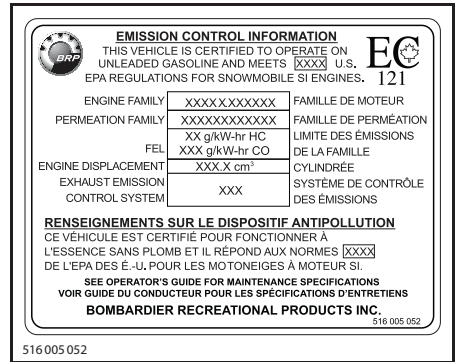 EMISSION CONTROL INFORMATION
THIS VEHICLE IS CERTIFIED TO OPERATE ON
UNLEADED GASOLINE AND MEETS XXXX U.S.
EPA REGULATIONS FOR SNOWMOBILE SI ENGINES.
BRP
EC
121
ENGINE FAMILY XXXXX.XXXXXX FAMILLE DE MOTEUR
PERMEATION FAMILY XXXXXXXXXXXX FAMILLE DE PERMÉATION
XX g/kW-hr HC LIMITE DES ÉMISSIONS
FEL XXX g/kW-hr CO DE LA FAMILLE
ENGINE DISPLACEMENT XXX.X cm³ CYLINDRÉE
EXHAUST EMISSION XXX SYSTÈME DE CONTRÔLE
CONTROL SYSTEM DES ÉMISSIONS
RENSEIGNEMENTS SUR LE DISPOSITIF ANTIPOLLUTION
CE VÉHICULE EST CERTIFIÉ POUR FONCTIONNER À
L'ESSENCE SANS PLOMB ET IL RÉPOND AUX NORMES XXXX
DE L'EPA DES É.-U. POUR LES MOTONEIGES À MOTEUR SI.
SEE OPERATOR'S GUIDE FOR MAINTENANCE SPECIFICATIONS
VOIR GUIDE DU CONDUCTEUR POUR LES SPÉCIFICATIONS D'ENTRETIENS
BOMBARDIER RECREATIONAL PRODUCTS INC.
516 005 052
516 005 052